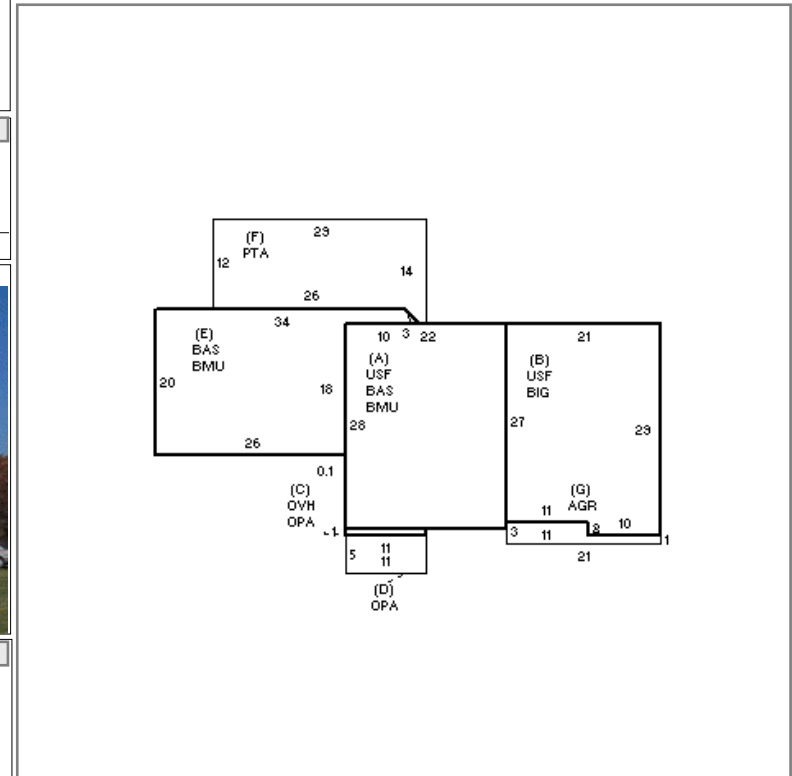 29
(F)
PTA
12
14
26
34
10 3 22
21
(E)
BAS
BMU
(A)
USF
BAS
BMU
(B)
USF
BIG
20
18
28
27
29
26
0.1
(C)
OVH
OPA
(G)
AGR
11
8 10
1
3 11
1
21
5
11
11
(D)
OPA